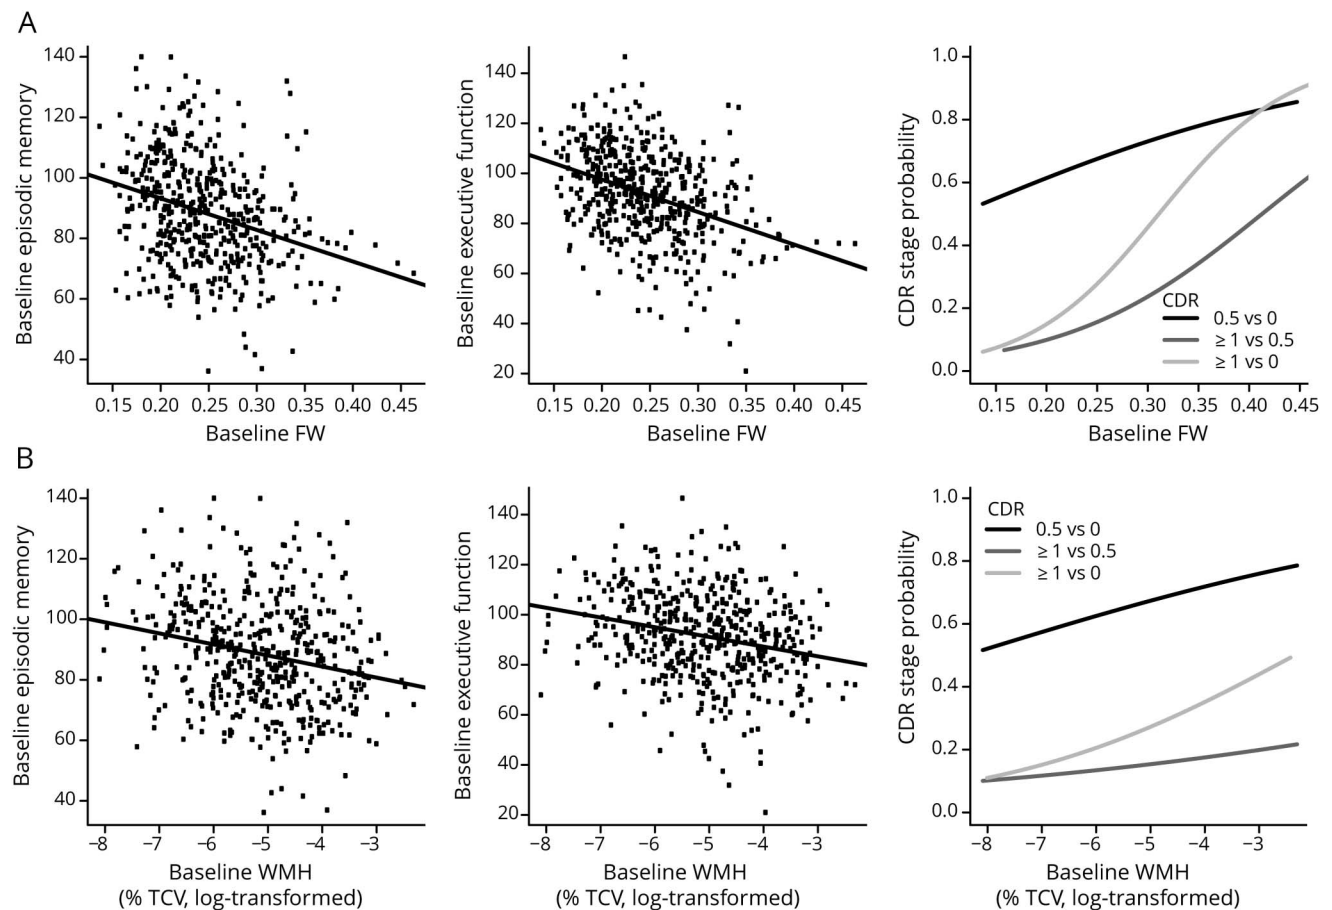 A
Baseline episodic memory
140
120
100
80
60
40
0.15 0.20 0.25 0.30 0.35 0.40 0.45
Baseline FW
Baseline executive function
140
120
100
80
60
40
20
0.15 0.20 0.25 0.30 0.35 0.40 0.45
Baseline FW
CDR stage probability
1.0
0.8
0.6
0.4
0.2
0.0
CDR
0.5 vs 0
≥ 1 vs 0.5
≥ 1 vs 0
0.15 0.20 0.25 0.30 0.35 0.40 0.45
Baseline FW
B
Baseline episodic memory
140
120
100
80
60
40
−8 −7 −6 −5 −4 −3
Baseline WMH
(% TCV, log-transformed)
Baseline executive function
140
120
100
80
60
40
20
−8 −7 −6 −5 −4 −3
Baseline WMH
(% TCV, log-transformed)
CDR stage probability
1.0
0.8
0.6
0.4
0.2
0.0
CDR
0.5 vs 0
≥ 1 vs 0.5
≥ 1 vs 0
−8 −7 −6 −5 −4 −3
Baseline WMH
(% TCV, log-transformed)